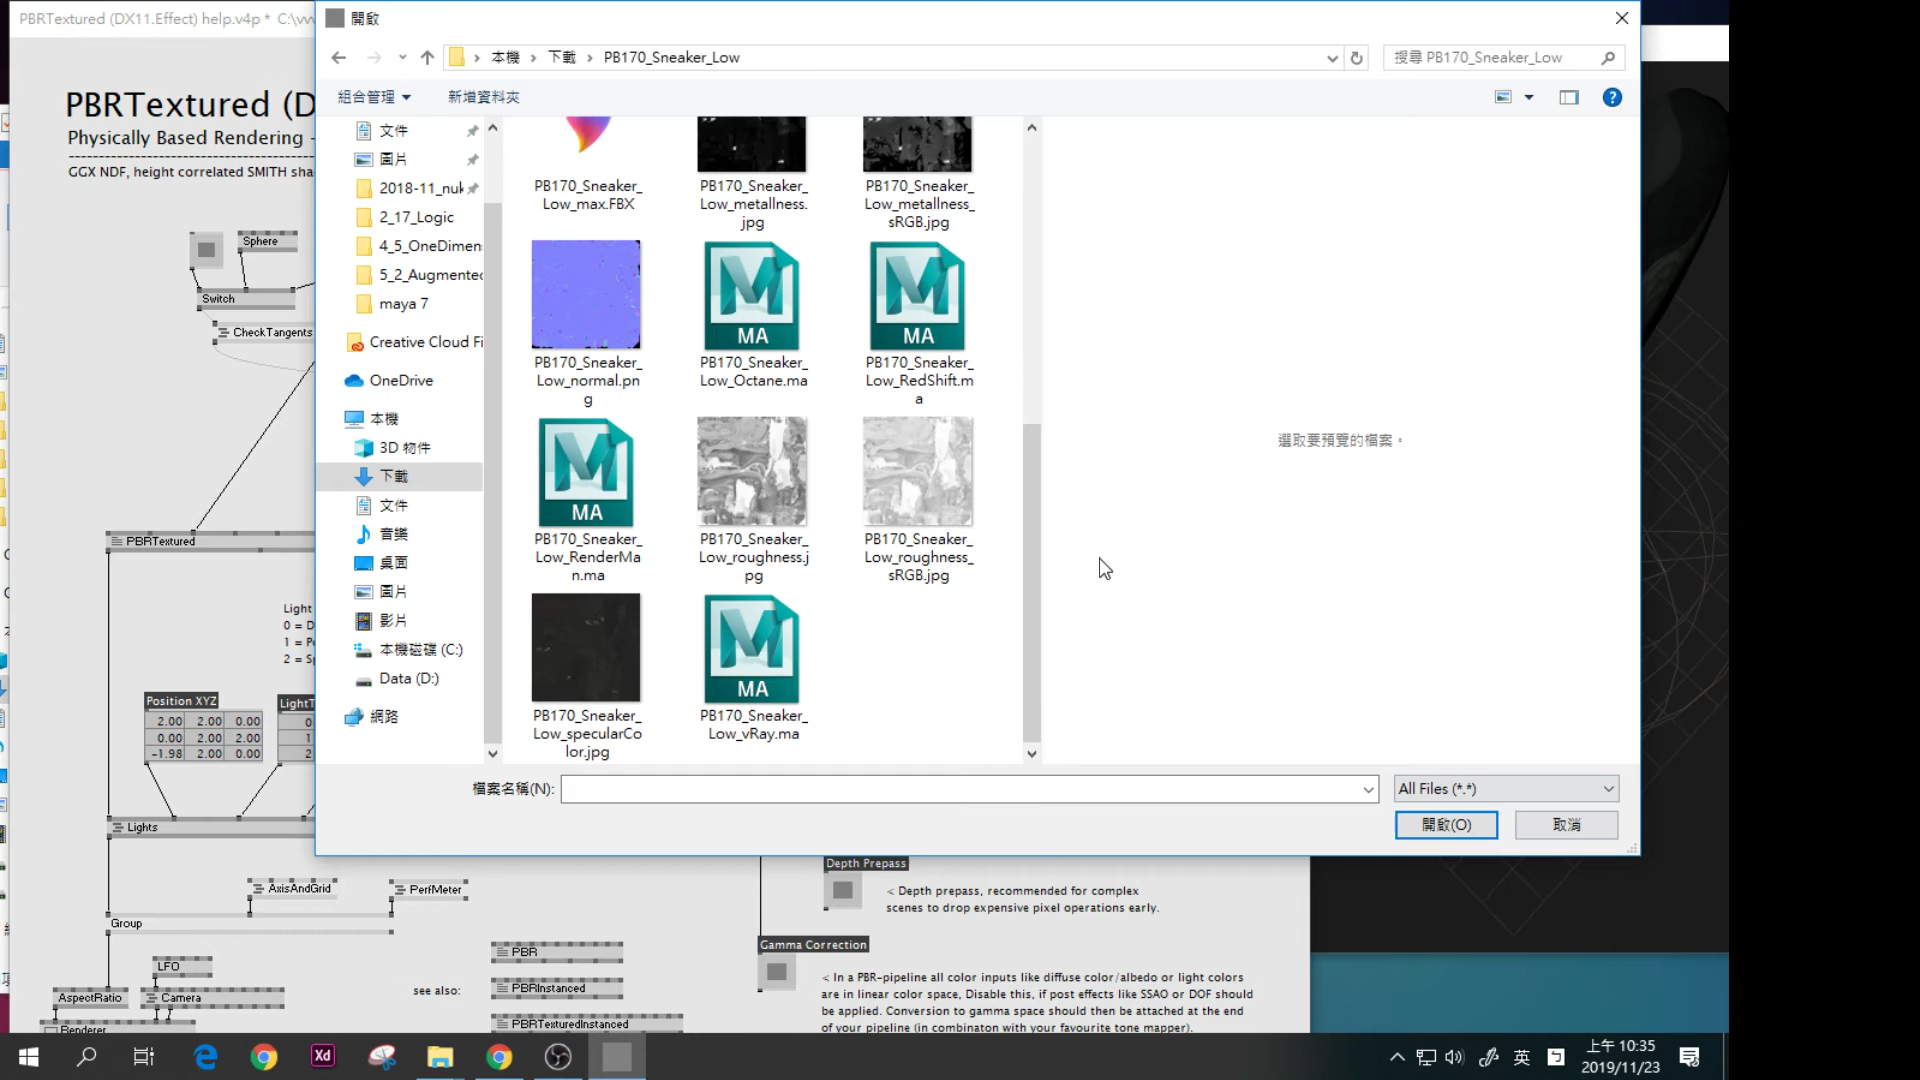 PBRTextured (DX11.Effect) help.v4p *
開啟
本機
下載
PB170_Sneaker_Low
搜尋 PB170_Sneaker_Low
組合管理
新增資料夾
文件
圖片
2018-11_nuk
2_17_Logic
4_5_OneDimen
5_2_Augmented
maya 7
Creative Cloud Fi
OneDrive
本機
3D 物件
下載
文件
音樂
桌面
圖片
影片
本機磁碟 (C:)
Data (D:)
網路
PB170_Sneaker_
Low_max.FBX
PB170_Sneaker_
Low_metallness.
jpg
PB170_Sneaker_
Low_metallness_
sRGB.jpg
PB170_Sneaker_
Low_normal.pn
g
MA
PB170_Sneaker_
Low_Octane.ma
MA
PB170_Sneaker_
Low_RedShift.m
a
MA
PB170_Sneaker_
Low_RenderMa
n.ma
PB170_Sneaker_
Low_roughness.j
pg
PB170_Sneaker_
Low_roughness_
sRGB.jpg
PB170_Sneaker_
Low_specularCo
lor.jpg
MA
PB170_Sneaker_
Low_vRay.ma
選取要預覽的檔案。
檔案名稱(N):
All Files (*.*)
開啟(O)
取消
PBRTextured (D
Physically Based Rendering -
GGX NDF, height correlated SMITH sha
Sphere
Switch
CheckTangents
PBRTextured
Light
0 = D
1 = P
2 = Sp
Position XYZ
2.00 2.00 0.00
0.00 2.00 2.00
-1.98 2.00 0.00
LightT
0
1
2
Lights
AxisAndGrid
PerfMeter
Group
LFO
AspectRatio
Camera
Renderer
see also:
PBR
PBRInstanced
PBRTexturedInstanced
Depth Prepass
< Depth prepass, recommended for complex
scenes to drop expensive pixel operations early.
Gamma Correction
< In a PBR-pipeline all color inputs like diffuse color/albedo or light colors
are in linear color space, Disable this, if post effects like SSAO or DOF should
be applied. Conversion to gamma space should then be attached at the end
of your pipeline (in combinaton with your favourite tone mapper).
Xd
英
上午 10:35
2019/11/23